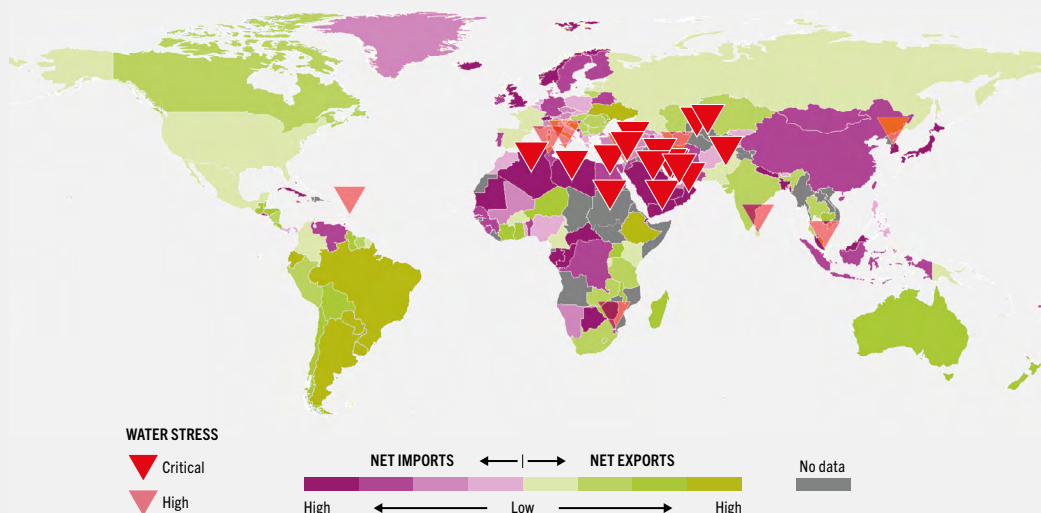 WATER STRESS
Critical
High
NET IMPORTS NET EXPORTS
High Low High
No data